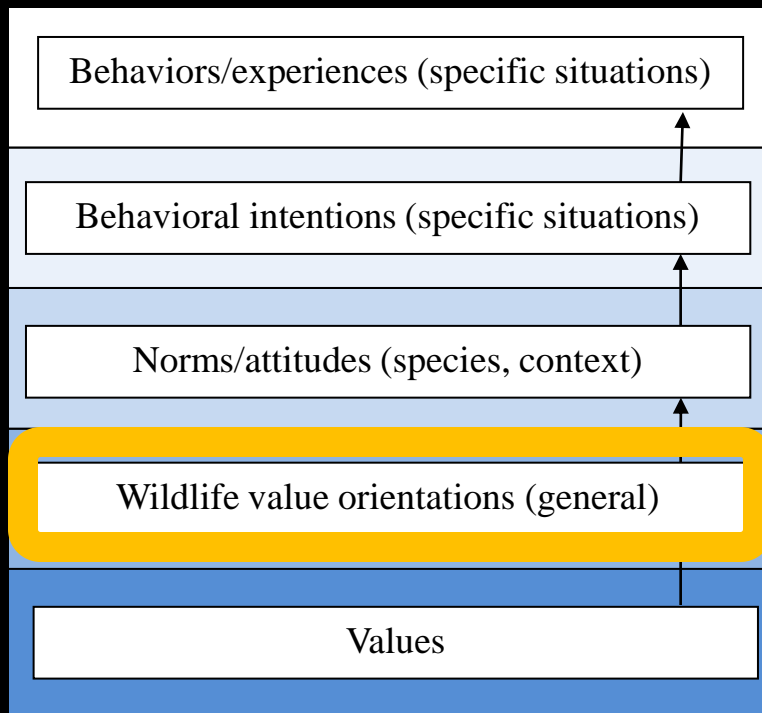 Behaviors/experiences (specific situations)
Behavioral intentions (specific situations)
Norms/attitudes (species, context)
Wildlife value orientations (general)
Values